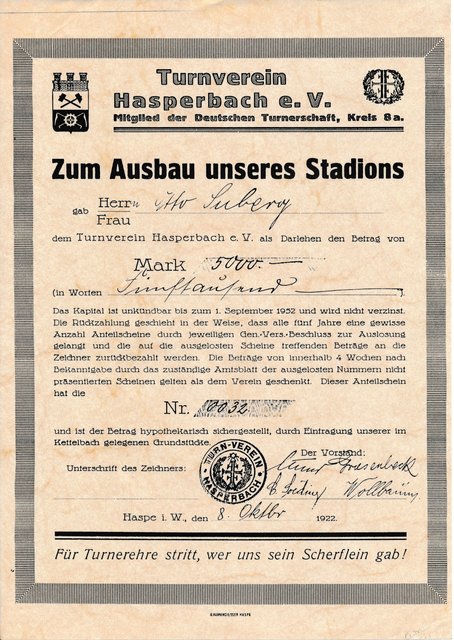 Turnverein
Hasperbach e. V.
Mitglied der Deutschen Turnerschaft, Kreis 8a.
Zum Ausbau unseres Stadions
gab Herrn Otto Suberg
Frau
dem Turnverein Hasperbach e. V. als Darlehen den Betrag von
Mark 5000.—
(in Worten Fünftausend)
Das Kapital ist unkündbar bis zum 1. September 1952 und wird nicht verzinst.
Die Rückzahlung geschieht in der Weise, dass alle fünf Jahre eine gewisse
Anzahl Anteilscheine durch jeweiligen Gen.-Vers.-Beschluss zur Auslosung
gelangt und die auf die ausgelosten Scheine treffenden Beträge an die
Zeichner zurückbezahlt werden. Die Beträge von innerhalb 4 Wochen nach
Bekanntgabe durch das zuständige Amtsblatt der ausgelosten Nummern nicht
präsentierten Scheinen gelten als dem Verein geschenkt. Dieser Anteilschein
hat die
Nr. 0032
und ist der Betrag hypothekarisch sichergestellt, durch Eintragung unserer im
Kettelbach gelegenen Grundstücke.
Der Vorstand:
Unterschrift des Zeichners:
TURN-VEREIN
HASPERBACH
Haspe i. W., den 8. Oktbr 1922.
Für Turnerehre stritt, wer uns sein Scherflein gab!